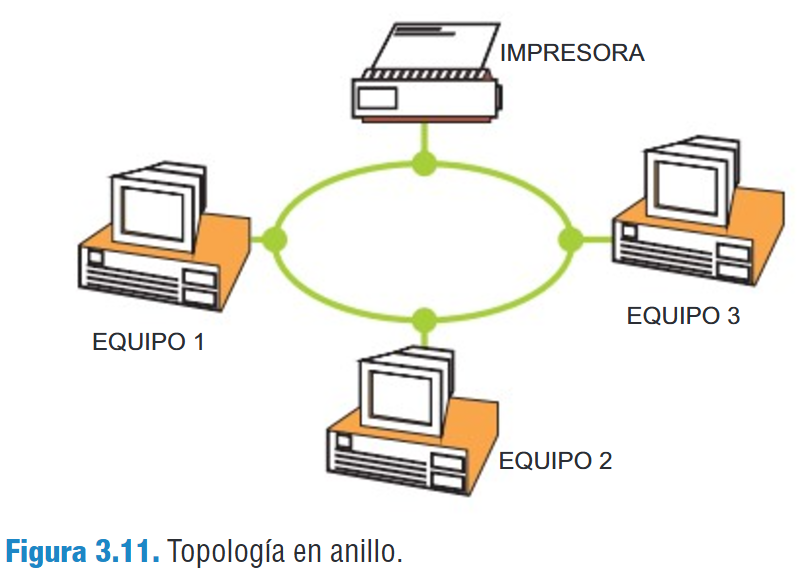 IMPRESORA
EQUIPO 3
EQUIPO 1
EQUIPO 2
Figura 3.11. Topología en anillo.